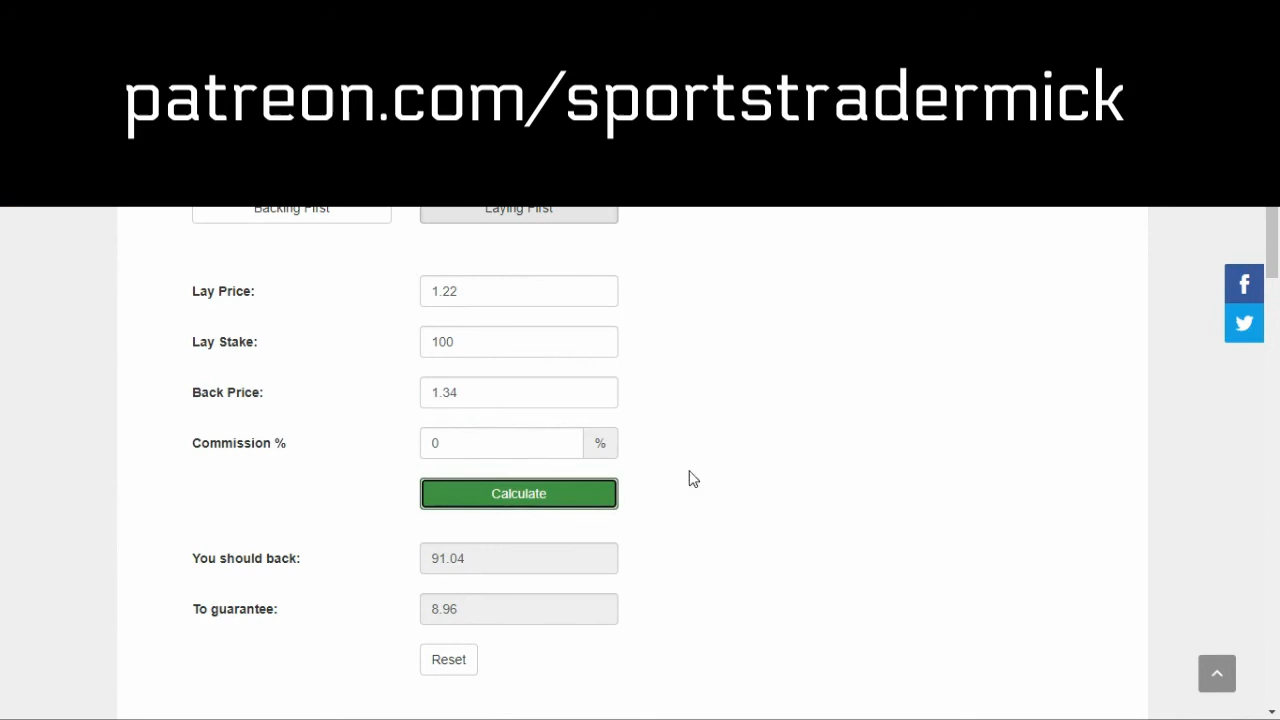 patreon.com/sportstradermick
Backing First
Laying First
Lay Price:
1.22
Lay Stake:
100
Back Price:
1.34
Commission %
0
%
Calculate
You should back:
91.04
To guarantee:
8.96
Reset